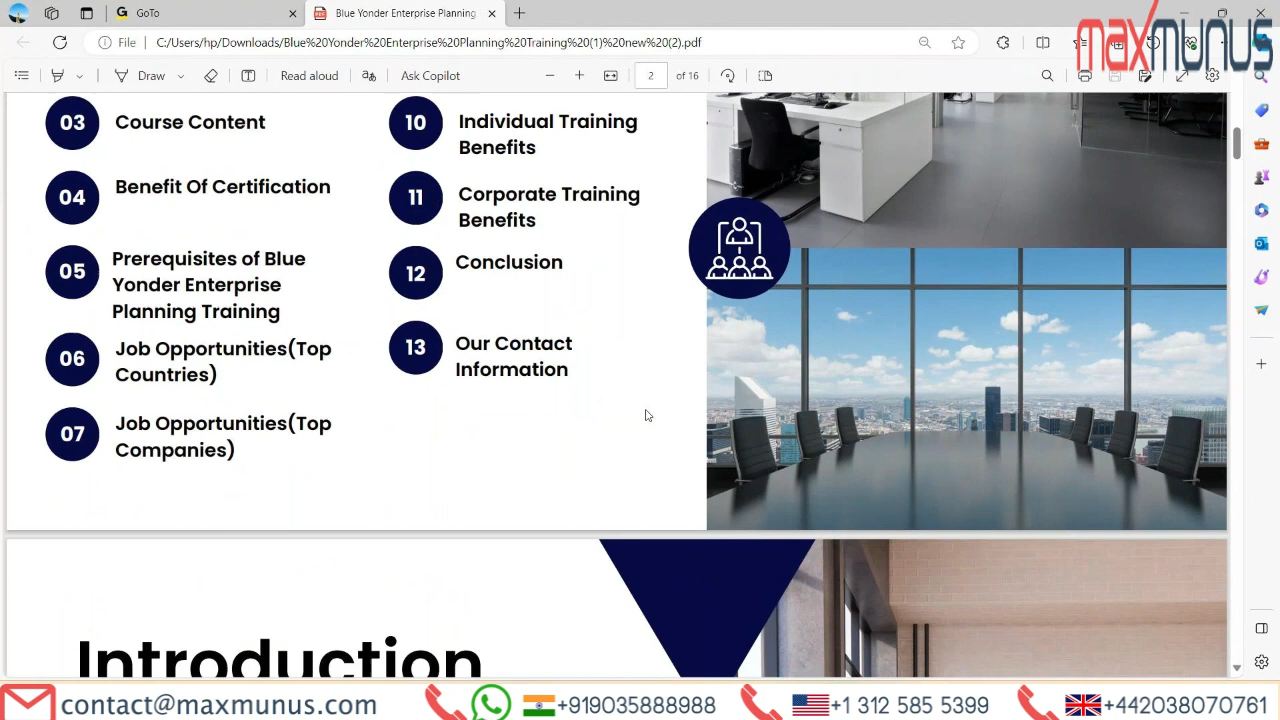 GoTo
Blue Yonder Enterprise Planning
maxmunus
File
C:/Users/hp/Downloads/Blue%20Yonder%20Enterprise%20Planning%20Training%20(1)%20new%20(2).pdf
Draw
Read aloud
Ask Copilot
2
of 16
03
Course Content
04
Benefit Of Certification
05
Prerequisites of Blue
Yonder Enterprise
Planning Training
06
Job Opportunities(Top
Countries)
07
Job Opportunities(Top
Companies)
10
Individual Training
Benefits
11
Corporate Training
Benefits
12
Conclusion
13
Our Contact
Information
Introduction
contact@maxmunus.com
+919035888988
+1 312 585 5399
+442038070761